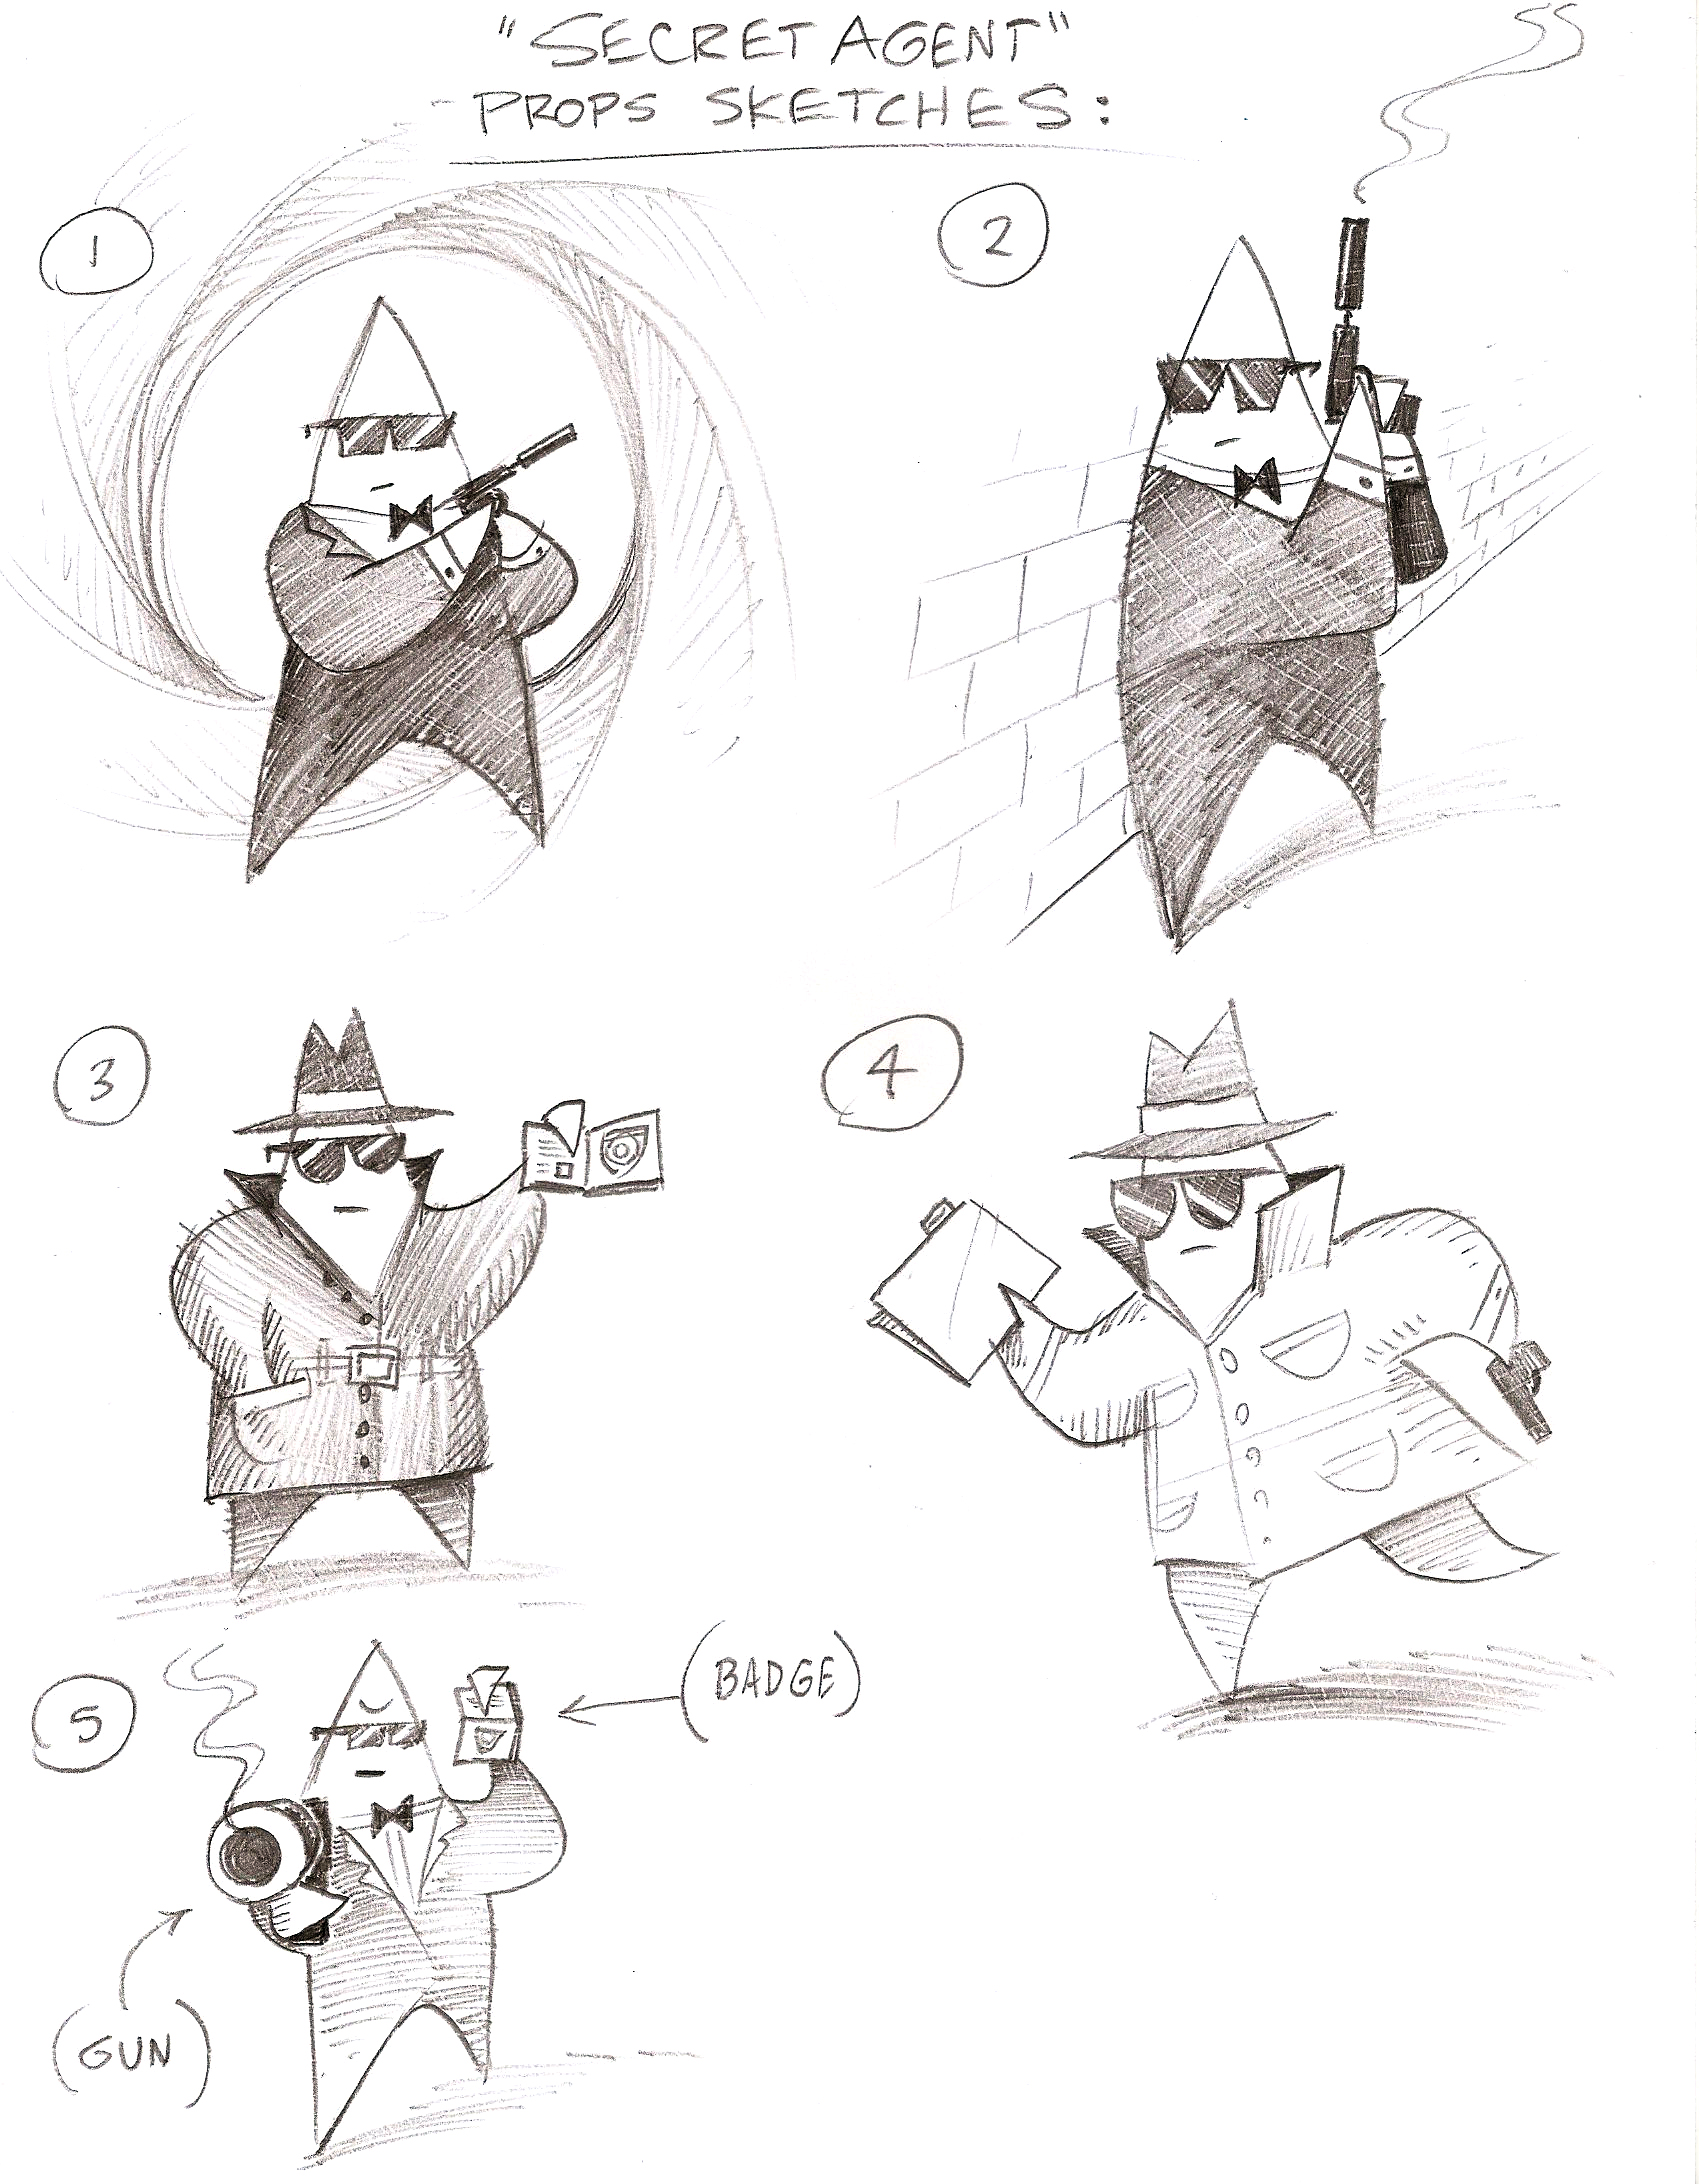 "SECRET AGENT"
- PROPS SKETCHES:
1
2
3
4
5
(BADGE)
(GUN)